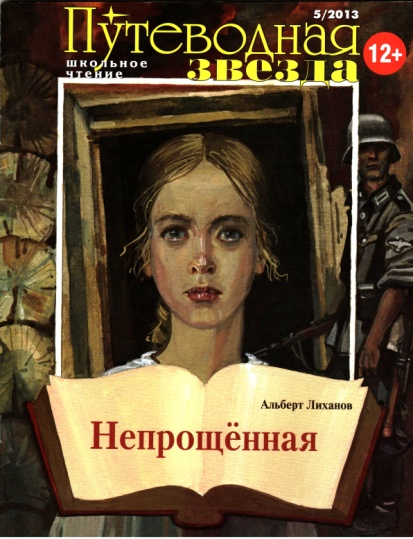 5/2013
Путеводная
школьное
чтение
звезда
12+
Альберт Лиханов
Непрощённая